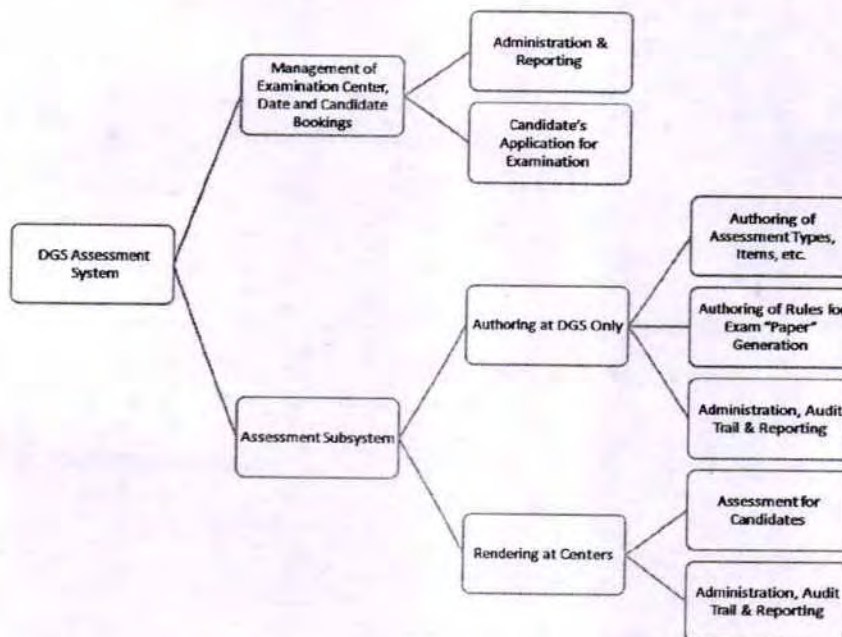 Administration &
Reporting
Management of
Examination Center,
Date and Candidate
Bookings
Candidate's
Application for
Examination
DGS Assessment
System
Authoring of
Assessment Types,
Items, etc.
Authoring at DGS Only
Authoring of Rules for
Exam "Paper"
Generation
Administration, Audit
Trail & Reporting
Assessment Subsystem
Assessment for
Candidates
Rendering at Centers
Administration, Audit
Trail & Reporting